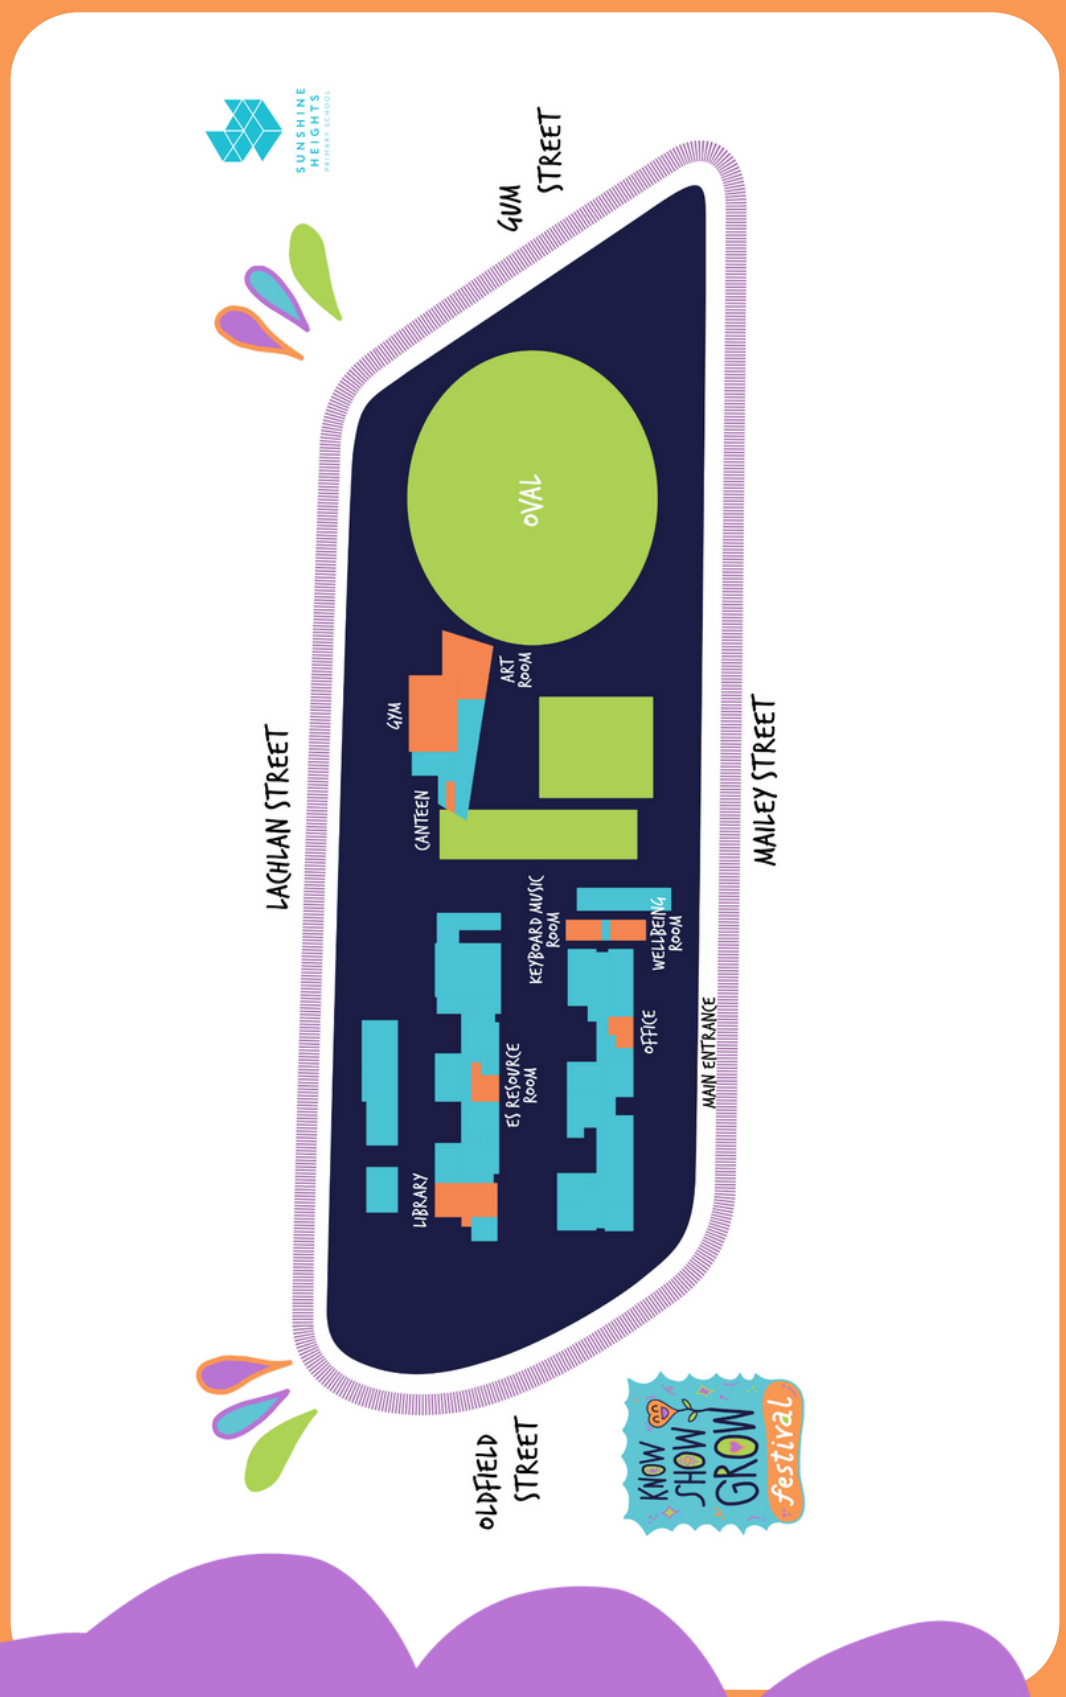 SUNSHINE
HEIGHTS
PRIMARY SCHOOL
LACHLAN STREET
GUM
STREET
GYM
CANTEEN
LIBRARY
ART
ROOM
OVAL
ES RESOURCE
ROOM
KEYBOARD MUSIC
ROOM
OFFICE
WELLBEING
ROOM
MAIN ENTRANCE
MAILEY STREET
OLDFIELD
STREET
KNOW
SHOW
GROW
festival